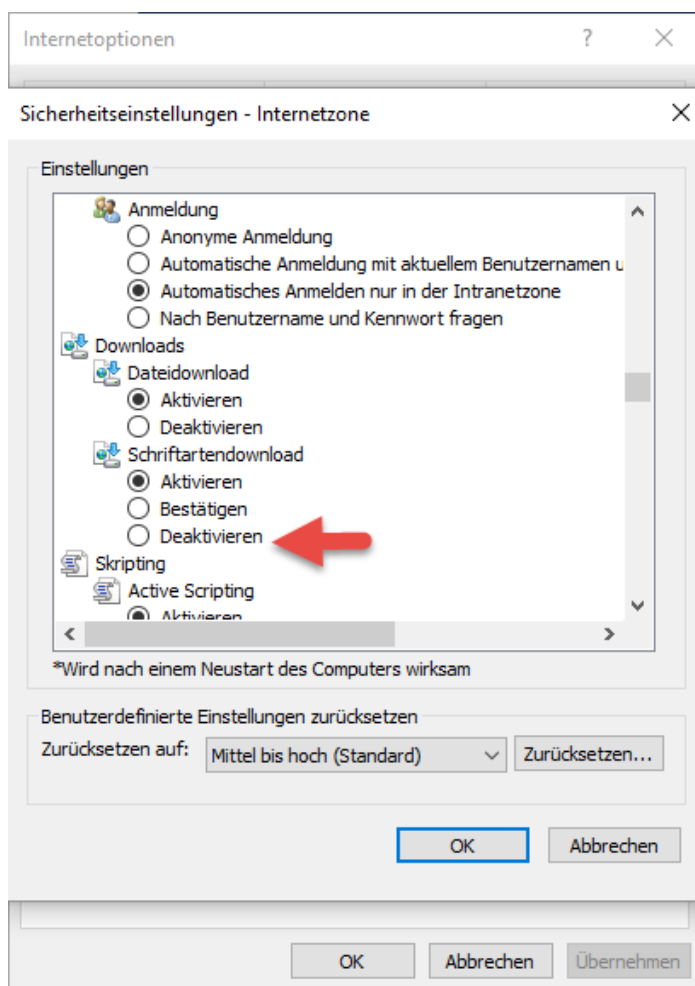 Internetoptionen
?
Sicherheitseinstellungen - Internetzone
Einstellungen
Anmeldung
Anonyme Anmeldung
Automatische Anmeldung mit aktuellem Benutzernamen u
Automatisches Anmelden nur in der Intranetzone
Nach Benutzername und Kennwort fragen
Downloads
Dateidownload
Aktivieren
Deaktivieren
Schriftartendownload
Aktivieren
Bestätigen
Deaktivieren
Skripting
Active Scripting
Aktivieren
*Wird nach einem Neustart des Computers wirksam
Benutzerdefinierte Einstellungen zurücksetzen
Zurücksetzen auf: Mittel bis hoch (Standard) Zurücksetzen...
OK Abbrechen
OK Abbrechen Übernehmen